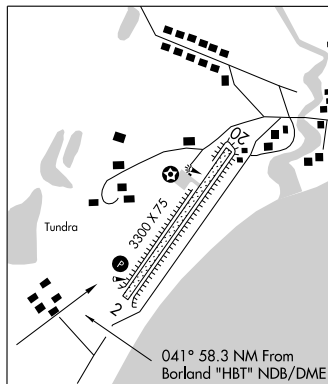 20
3300 X 75
Tundra
P
2
041° 58.3 NM From
Borland "HBT" NDB/DME